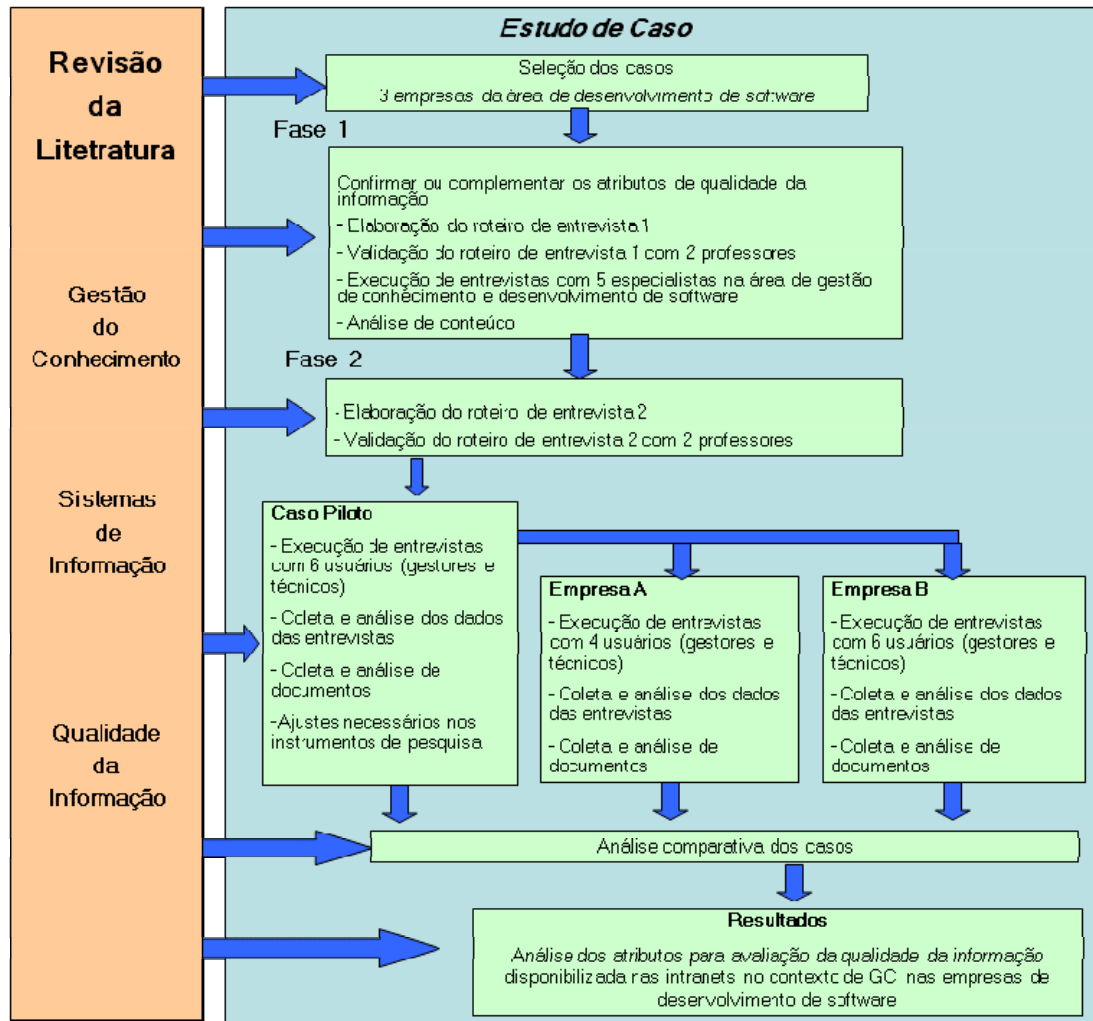 Revisão
da
Litetratura
Gestão
do
Conhecimento
Sistemas
de
Informação
Qualidade
da
Informação
Estudo de Caso
Seleção dos casos
3 empresas da área de desenvolvimento de software
Fase 1
Confirmar ou complementar os atributos de qualidade da
informação
- Elaboração do roteiro de entrevista 1
- Validação do roteiro de entrevista 1 com 2 professores
- Execução de entrevistas com 5 especialistas na área de gestão
de conhecimento e desenvolvimento de software
- Análise de conteúco
Fase 2
- Elaboração do roteiro de entrevista 2
- Validação do roteiro de entrevista 2 com 2 professores
Caso Piloto
- Execução de entrevistas
com 6 usuários (gestores e
técnicos)
- Coleta e análise dos dados
das entrevistas
- Coleta e análise de
documentos
- Ajustes necessários nos
instrumentos de pesquisa
Empresa A
- Execução de entrevistas
com 4 usuários (gestores e
técnicos)
- Coleta e análise dos dados
das entrevistas
- Coleta e análise de
documentos
Empresa B
- Execução de entrevistas
com 6 usuários (gestores e
técnicos)
- Coleta e análise dos dados
das entrevistas
- Coleta e análise de
documentos
Análise comparativa dos casos
Resultados
Análise dos atributos para avaliação da qualidade da informação
disponibilizada nas intranets no contexto de GC nas empresas de
desenvolvimento de software